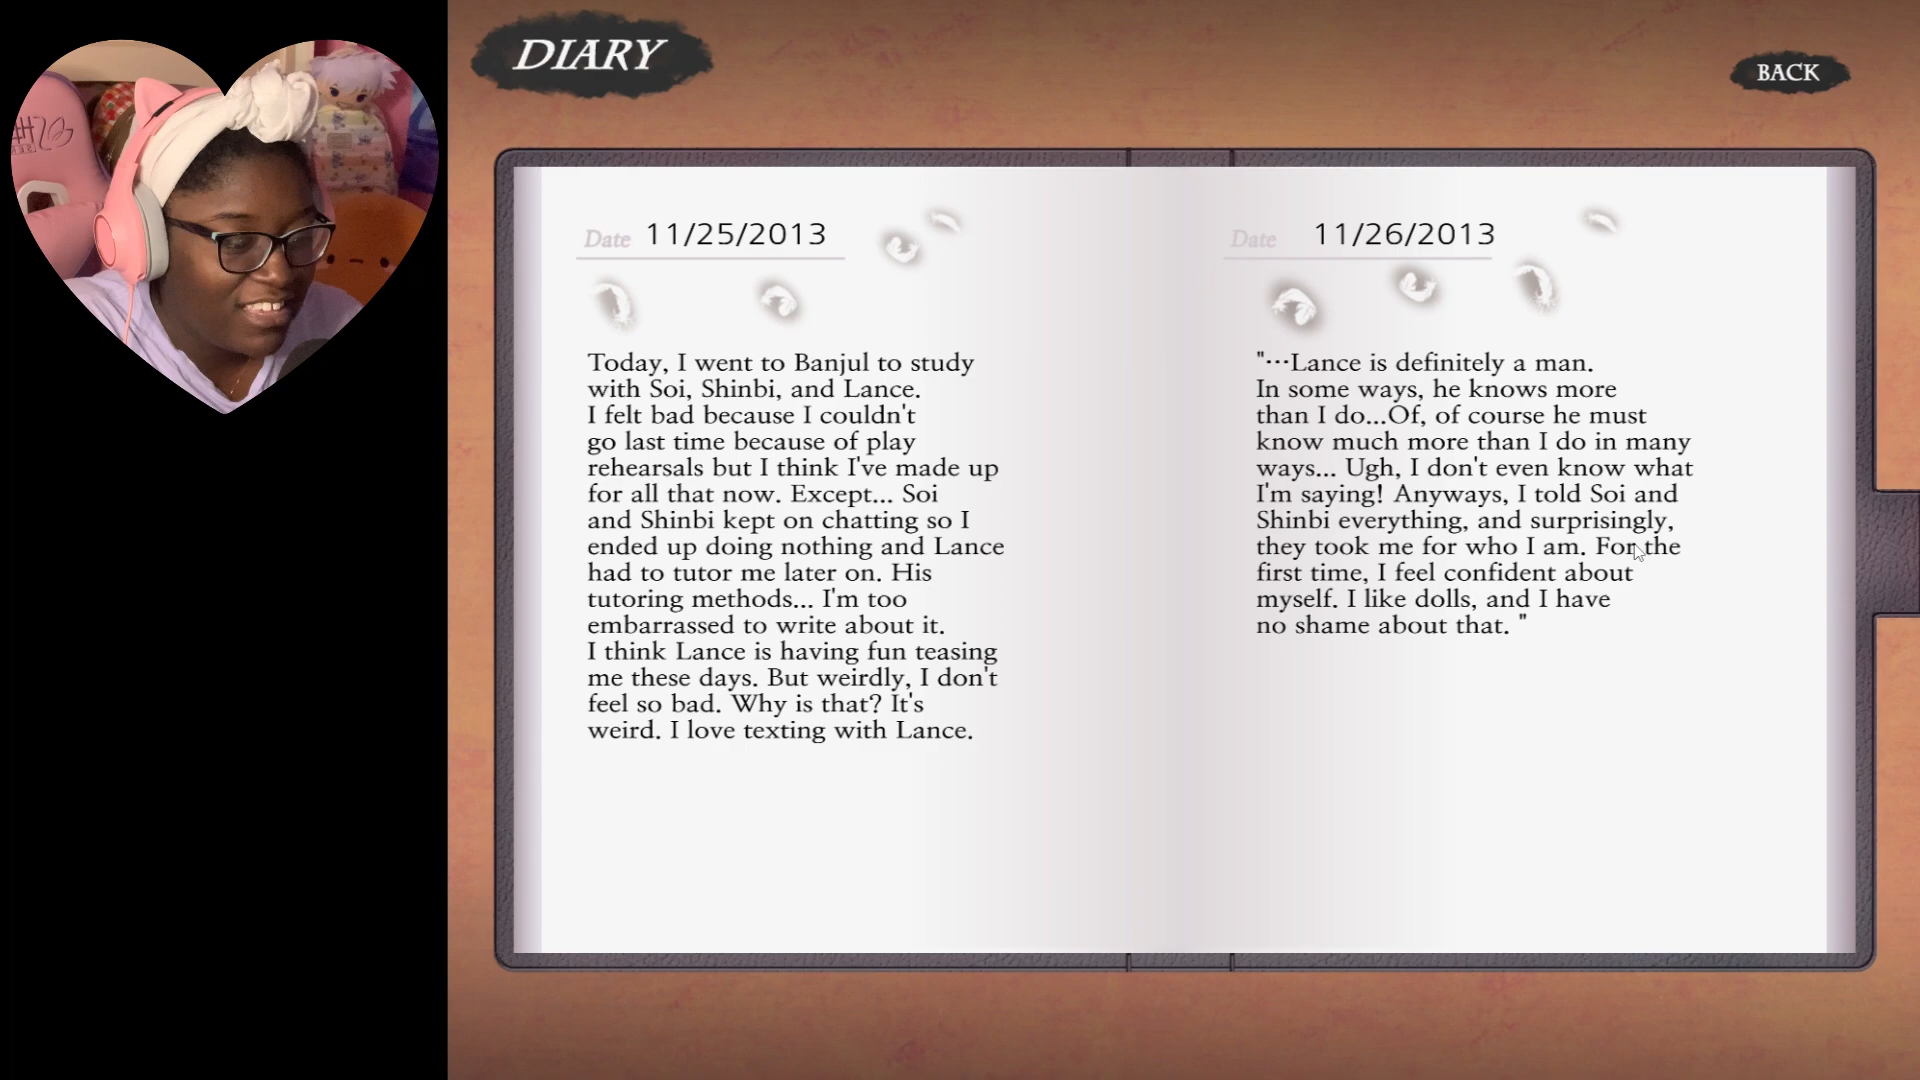 DIARY
BACK
Date 11/25/2013
Today, I went to Banjul to study
with Soi, Shinbi, and Lance.
I felt bad because I couldn't
go last time because of play
rehearsals but I think I've made up
for all that now. Except... Soi
and Shinbi kept on chatting so I
ended up doing nothing and Lance
had to tutor me later on. His
tutoring methods... I'm too
embarrassed to write about it.
I think Lance is having fun teasing
me these days. But weirdly, I don't
feel so bad. Why is that? It's
weird. I love texting with Lance.
Date 11/26/2013
"···Lance is definitely a man.
In some ways, he knows more
than I do...Of, of course he must
know much more than I do in many
ways... Ugh, I don't even know what
I'm saying! Anyways, I told Soi and
Shinbi everything, and surprisingly,
they took me for who I am. For the
first time, I feel confident about
myself. I like dolls, and I have
no shame about that. "